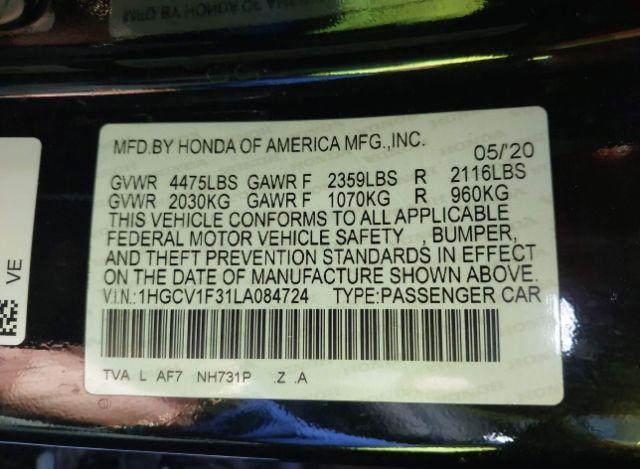 MFD.BY HONDA OF AMERICA MFG.,INC. 05/'20
GVWR 4475LBS GAWR F 2359LBS R 2116LBS
GVWR 2030KG GAWR F 1070KG R 960KG
THIS VEHICLE CONFORMS TO ALL APPLICABLE
FEDERAL MOTOR VEHICLE SAFETY , BUMPER,
AND THEFT PREVENTION STANDARDS IN EFFECT
ON THE DATE OF MANUFACTURE SHOWN ABOVE.
V.I.N.:1HGCV1F31LA084724 TYPE:PASSENGER CAR
TVA L AF7 NH731P .Z .A
VE